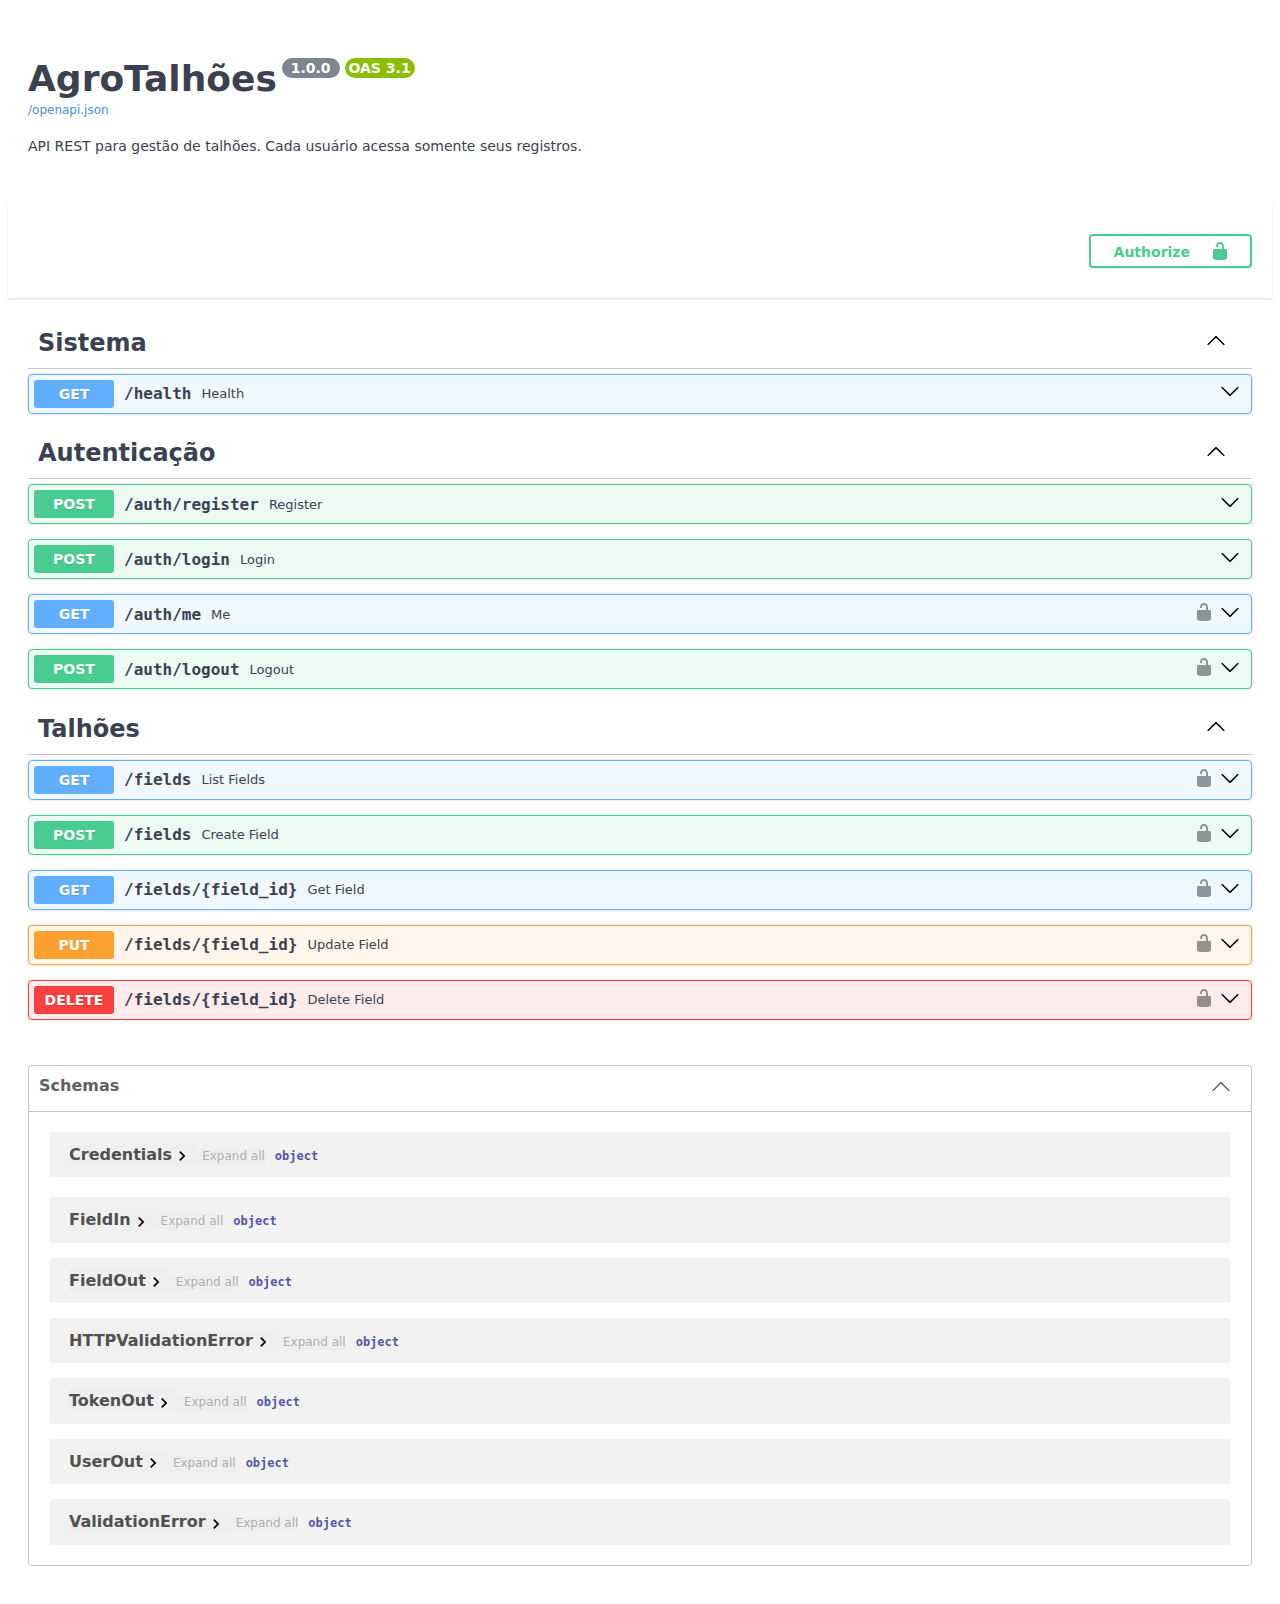 AgroTalhões 1.0.0 OAS 3.1
/openapi.json
API REST para gestão de talhões. Cada usuário acessa somente seus registros.
Authorize
Sistema
GET /health Health
Autenticação
POST /auth/register Register
POST /auth/login Login
GET /auth/me Me
POST /auth/logout Logout
Talhões
GET /fields List Fields
POST /fields Create Field
GET /fields/{field_id} Get Field
PUT /fields/{field_id} Update Field
DELETE /fields/{field_id} Delete Field
Schemas
Credentials Expand all object
FieldIn Expand all object
FieldOut Expand all object
HTTPValidationError Expand all object
TokenOut Expand all object
UserOut Expand all object
ValidationError Expand all object